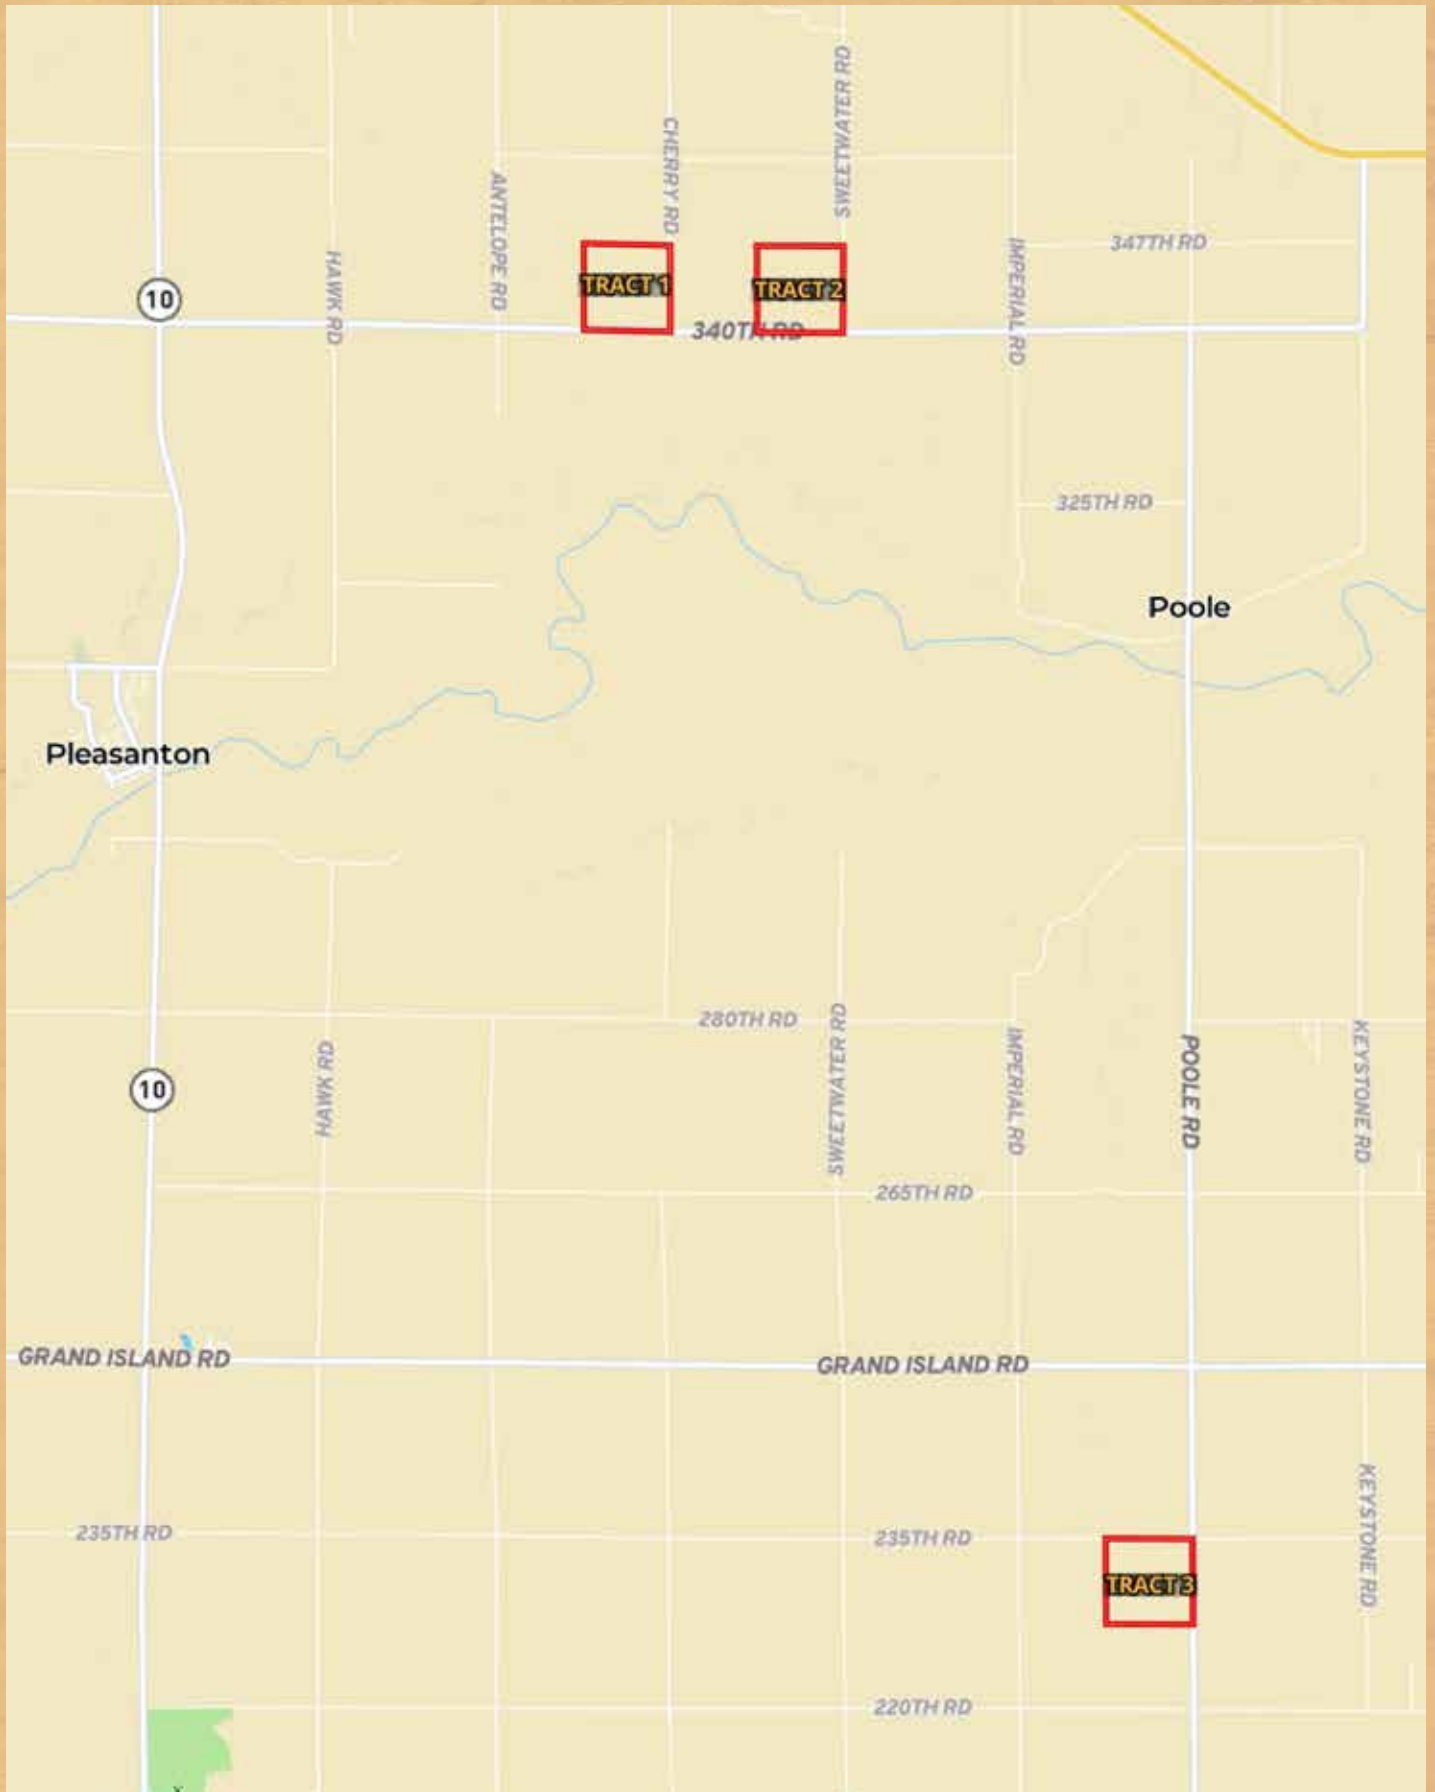 SWEETWATER RD
CHERRY RD
ANTELOPE RD
HAWK RD
IMPERIAL RD
347TH RD
10
TRACT 1
TRACT 2
340TH RD
325TH RD
Poole
Pleasanton
280TH RD
SWEETWATER RD
IMPERIAL RD
POOLE RD
KEYSTONE RD
HAWK RD
10
265TH RD
GRAND ISLAND RD
GRAND ISLAND RD
KEYSTONE RD
235TH RD
235TH RD
TRACT 3
220TH RD